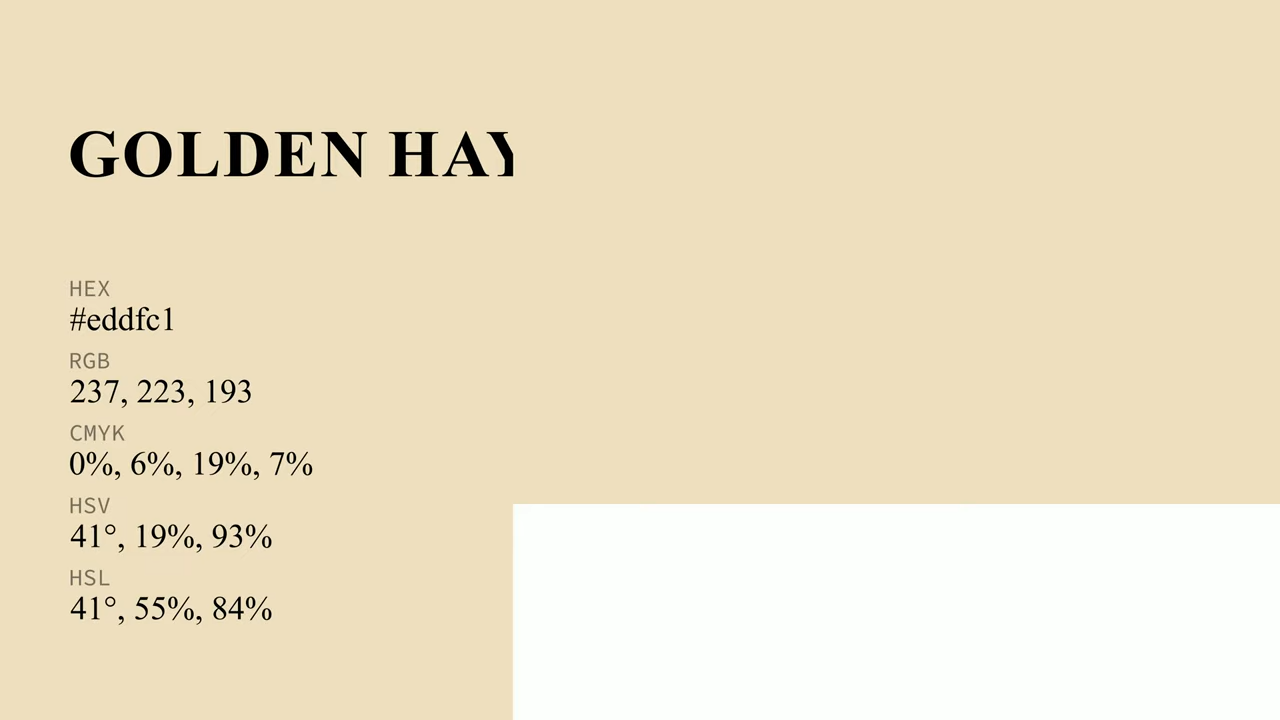 GOLDEN HAY
HEX
#eddfc1
RGB
237, 223, 193
CMYK
0%, 6%, 19%, 7%
HSV
41°, 19%, 93%
HSL
41°, 55%, 84%